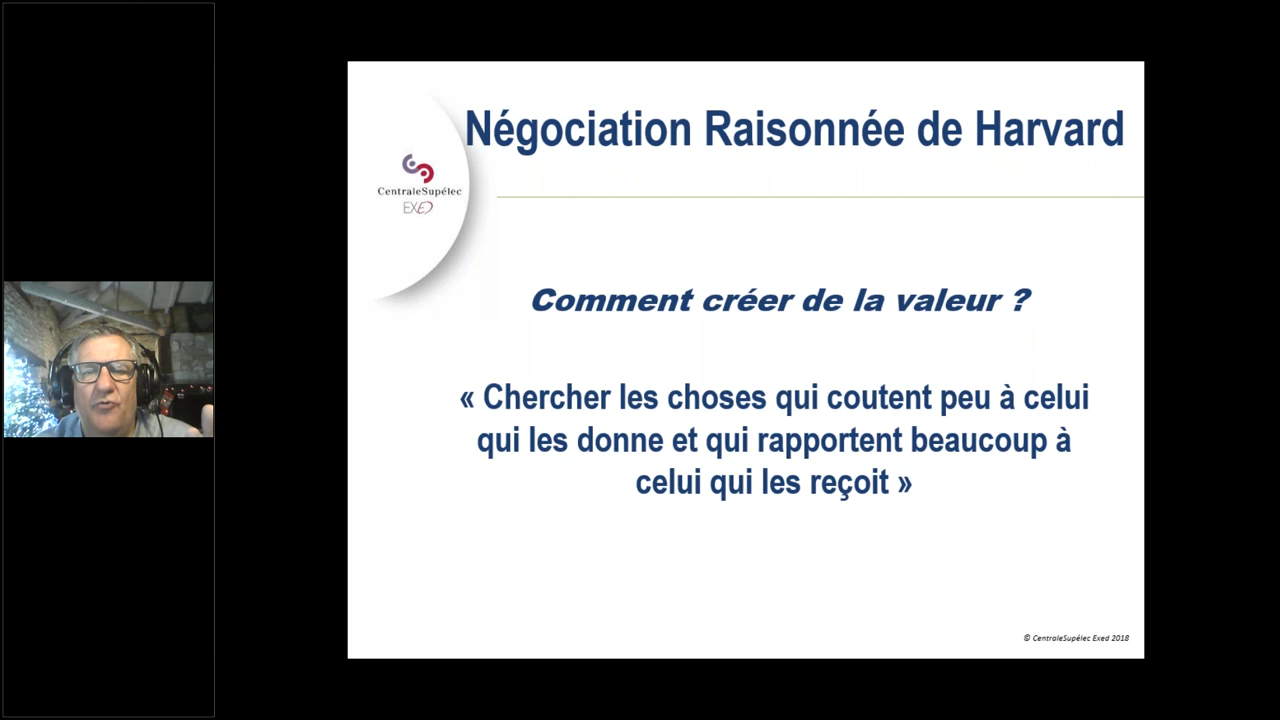 Négociation Raisonnée de Harvard
CentraleSupélec
EXED
Comment créer de la valeur ?
« Chercher les choses qui coutent peu à celui
qui les donne et qui rapportent beaucoup à
celui qui les reçoit »
© CentraleSupélec Exed 2018